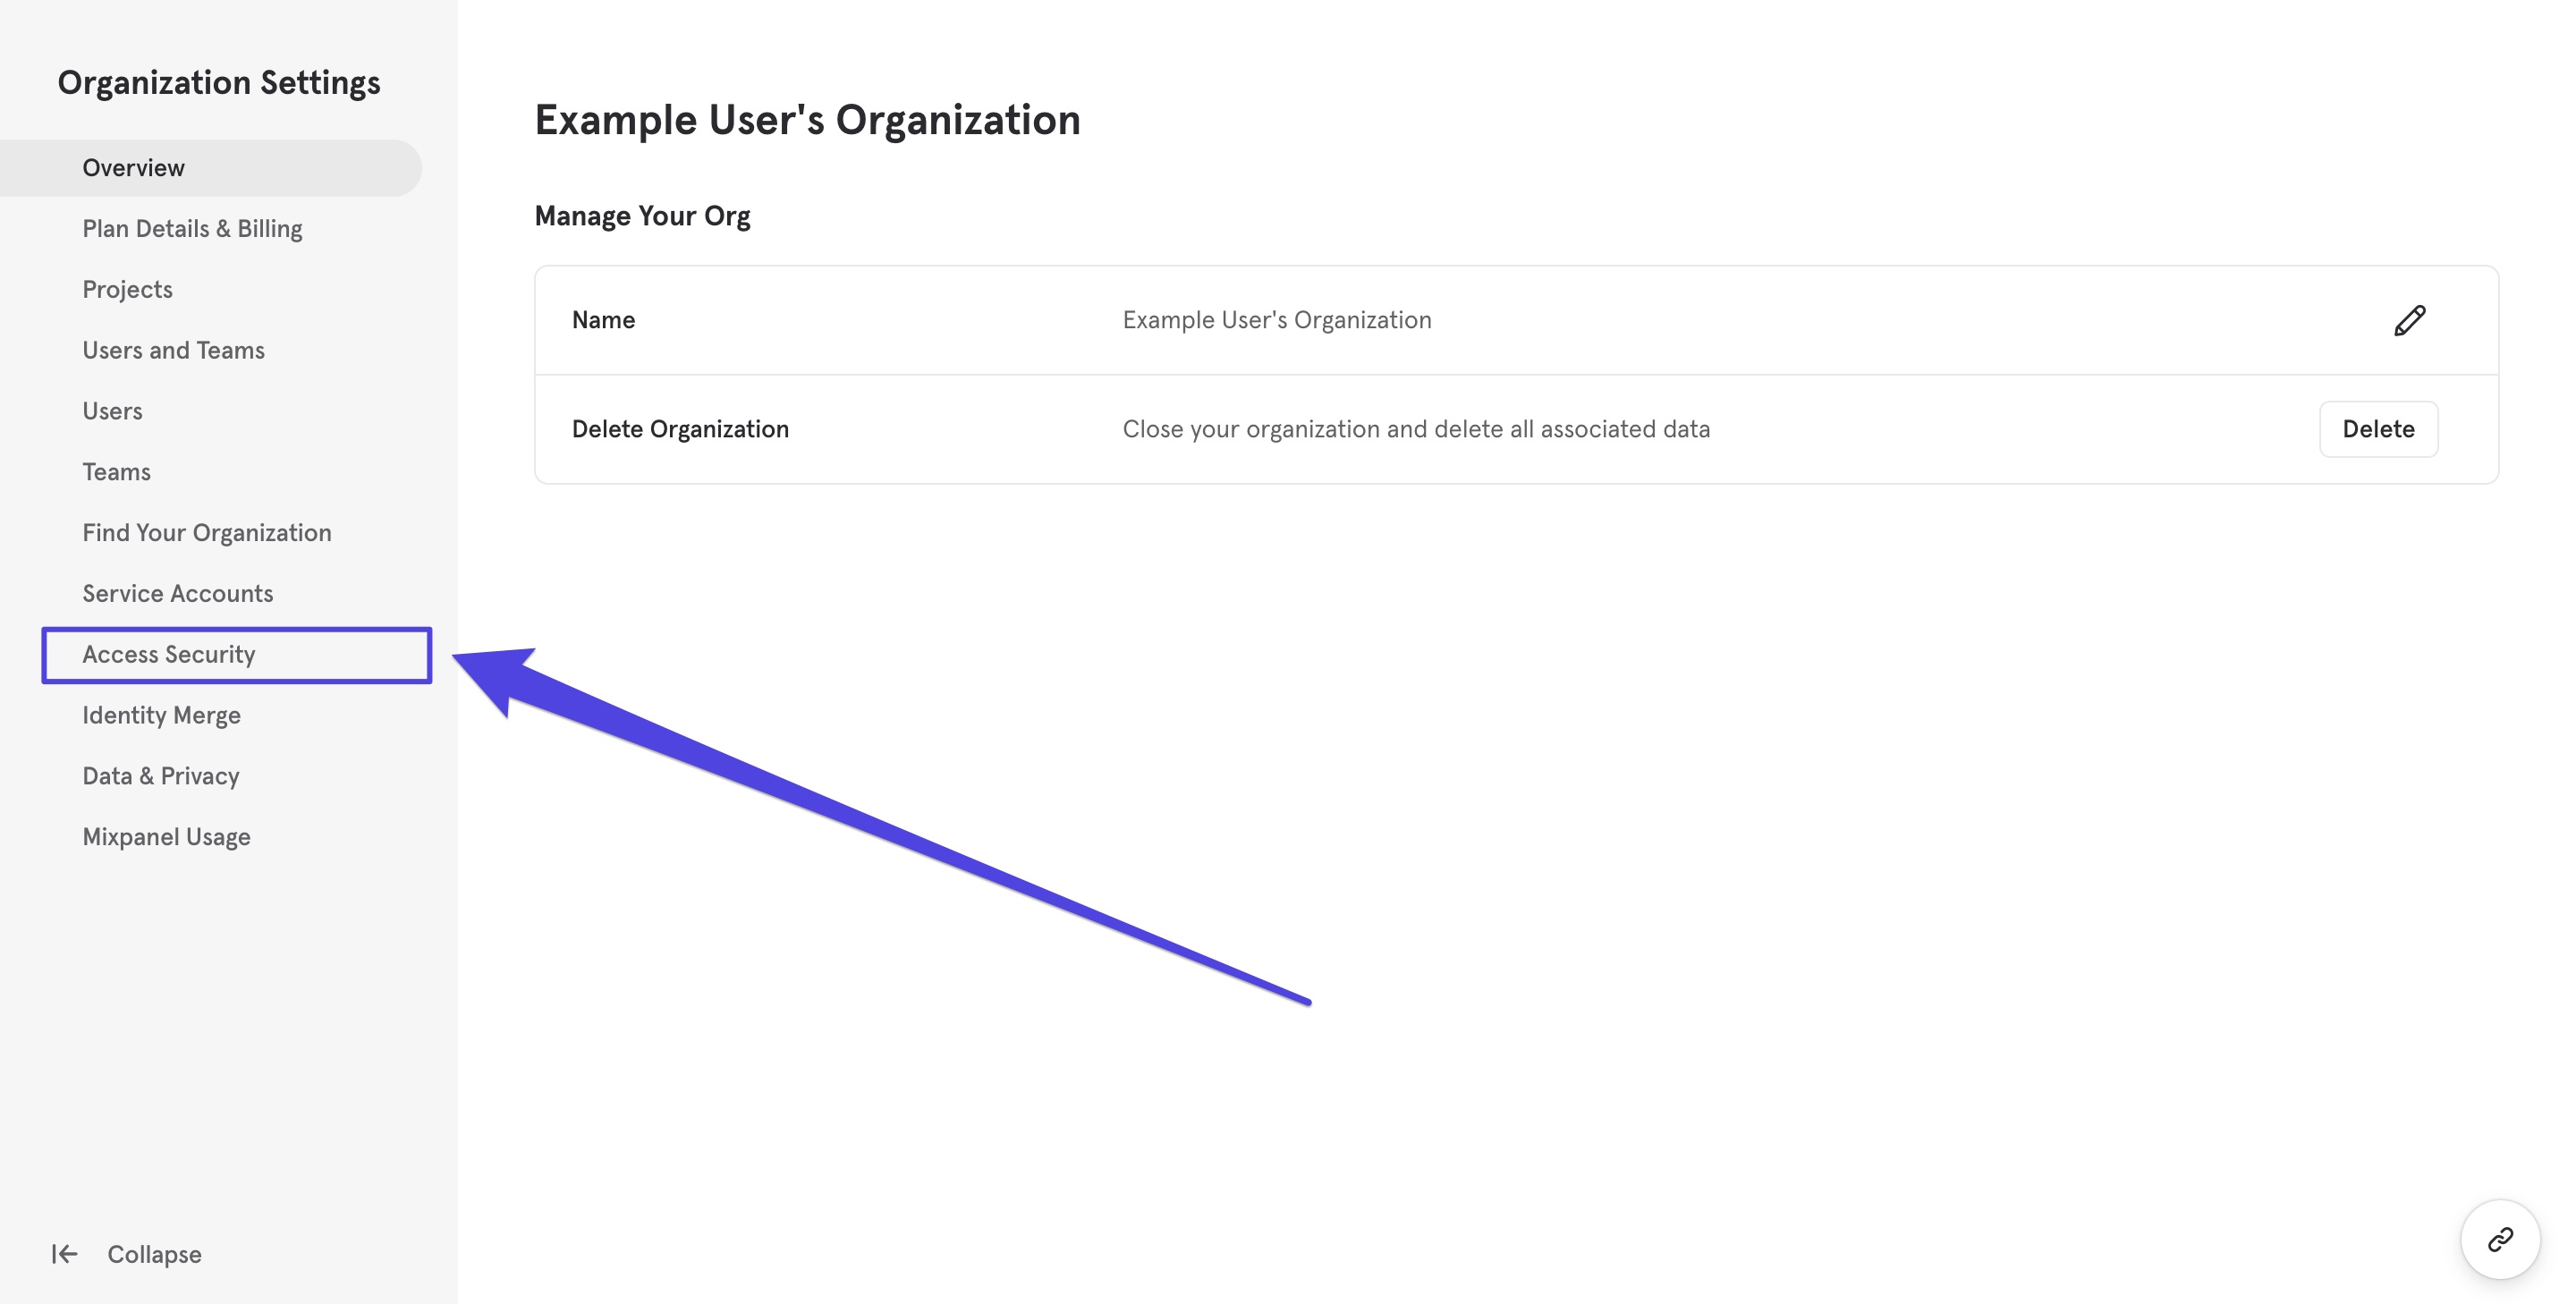 Organization Settings
Overview
Plan Details & Billing
Projects
Users and Teams
Users
Teams
Find Your Organization
Service Accounts
Access Security
Identity Merge
Data & Privacy
Mixpanel Usage
Collapse
Example User's Organization
Manage Your Org
Name Example User's Organization
Delete Organization Close your organization and delete all associated data Delete